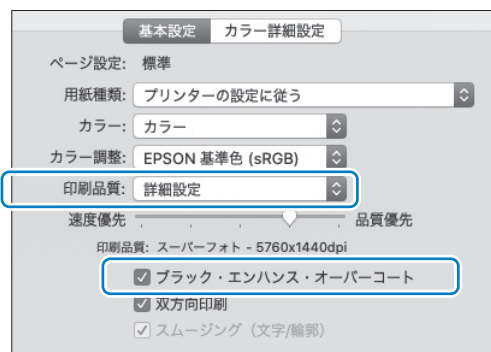 基本設定 カラー詳細設定
ページ設定: 標準
用紙種類: プリンターの設定に従う
カラー: カラー
カラー調整: EPSON 基準色 (sRGB)
印刷品質: 詳細設定
速度優先 品質優先
印刷品質: スーパーフォト - 5760x1440dpi
ブラック・エンハンス・オーバーコート
双方向印刷
スムージング（文字/輪郭）